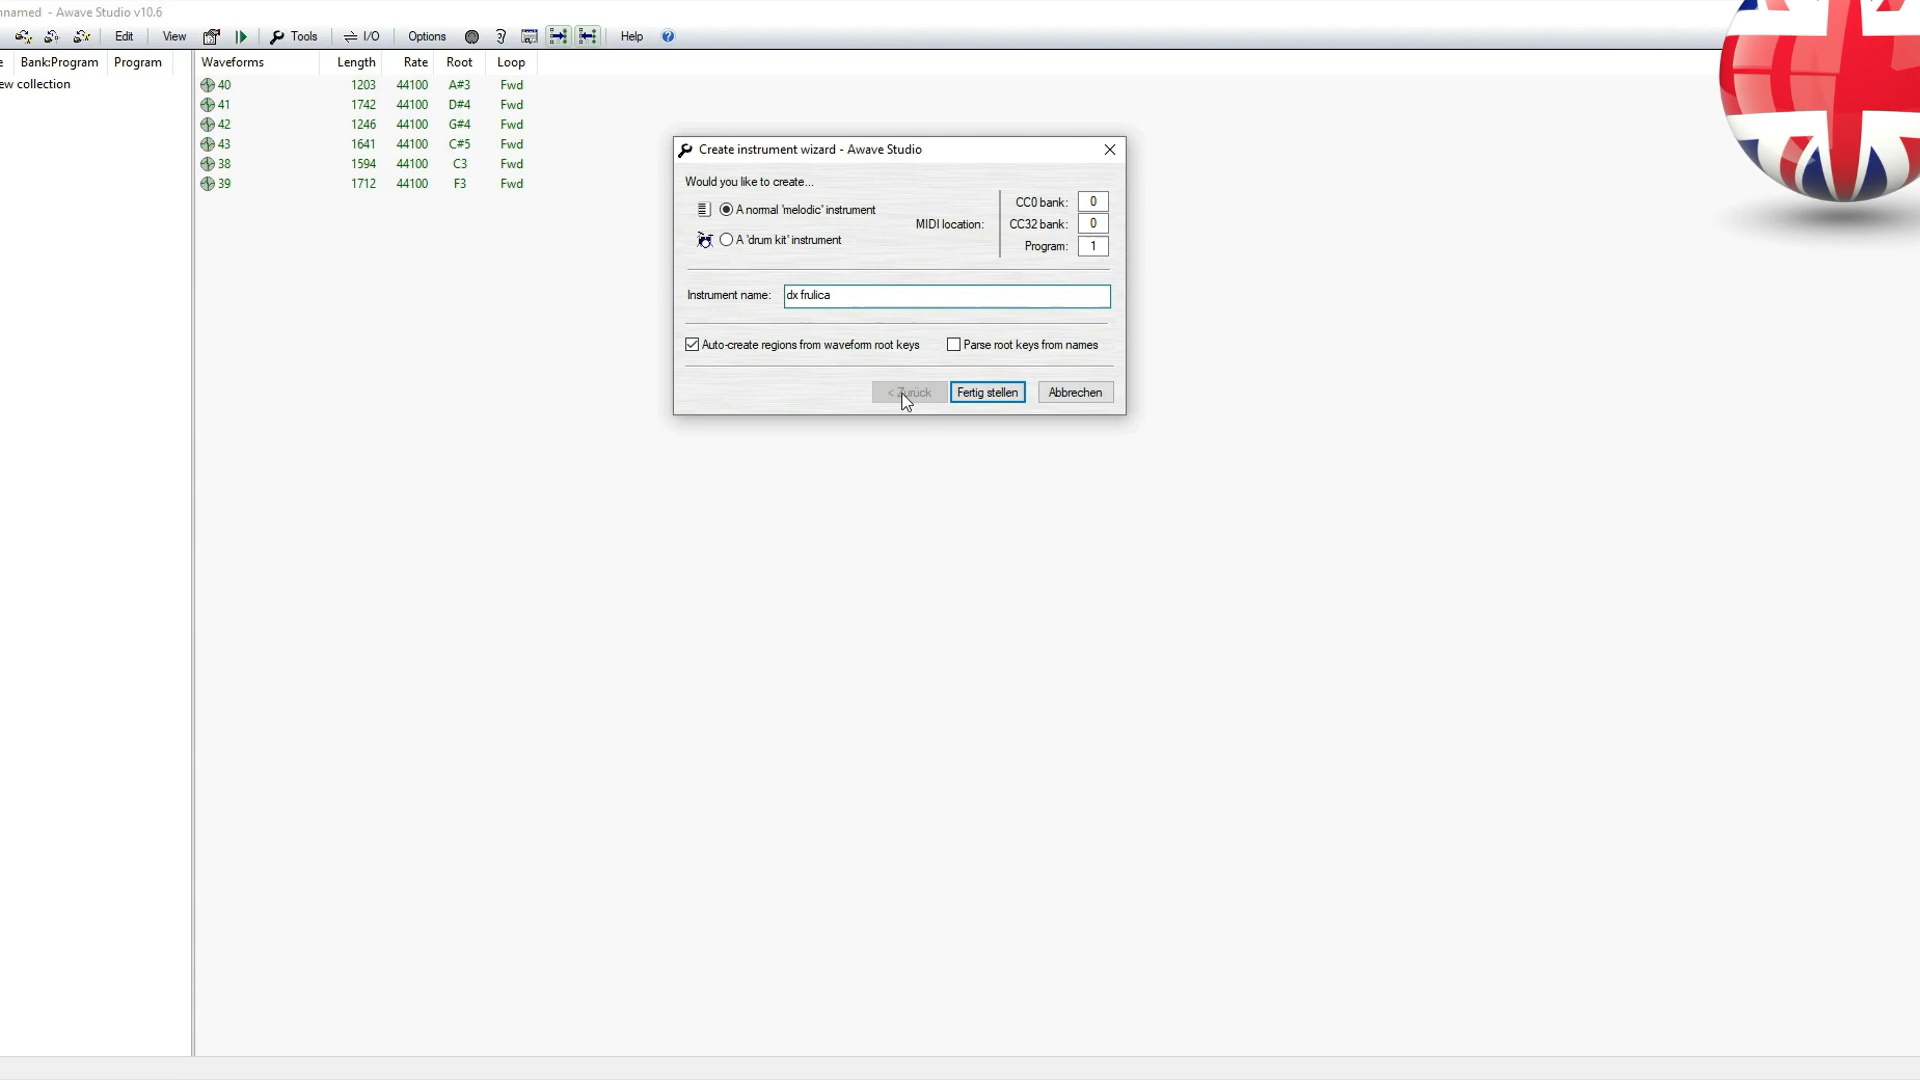 nnamed - Awave Studio v10.6
Edit View Tools I/O Options Help
e Bank:Program Program Waveforms Length Rate Root Loop
ew collection
40 1203 44100 A#3 Fwd
41 1742 44100 D#4 Fwd
42 1246 44100 G#4 Fwd
43 1641 44100 C#5 Fwd
38 1594 44100 C3 Fwd
39 1712 44100 F3 Fwd
Create instrument wizard - Awave Studio
Would you like to create...
A normal 'melodic' instrument
A 'drum kit' instrument
MIDI location:
CC0 bank: 0
CC32 bank: 0
Program: 1
Instrument name: dx frulica
Auto-create regions from waveform root keys Parse root keys from names
< Zurück Fertig stellen Abbrechen